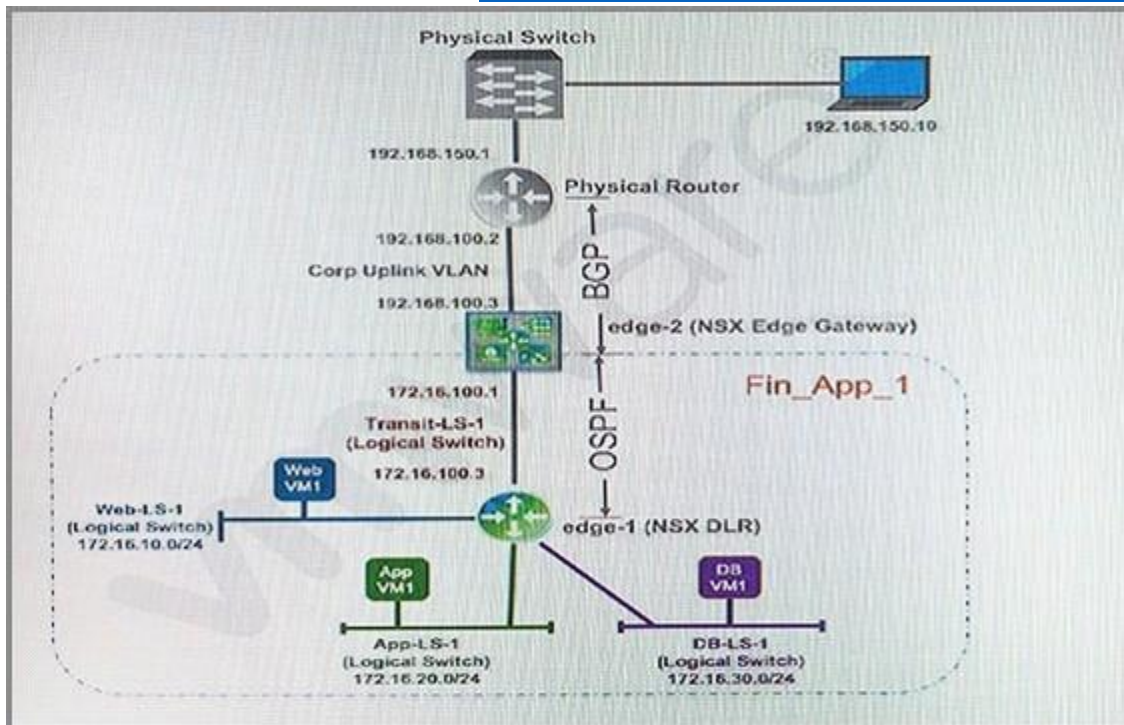 Physical Switch
192.168.150.10
192.168.150.1
Physical Router
192.168.100.2
BGP
Corp Uplink VLAN
192.168.100.3
edge-2 (NSX Edge Gateway)
Fin_App_1
172.16.100.1
Transit-LS-1
(Logical Switch)
172.16.100.3
OSPF
Web
VM1
Web-LS-1
(Logical Switch)
172.16.10.0/24
edge-1 (NSX DLR)
App
VM1
DB
VM1
App-LS-1
(Logical Switch)
172.16.20.0/24
DB-LS-1
(Logical Switch)
172.16.30.0/24
vmware